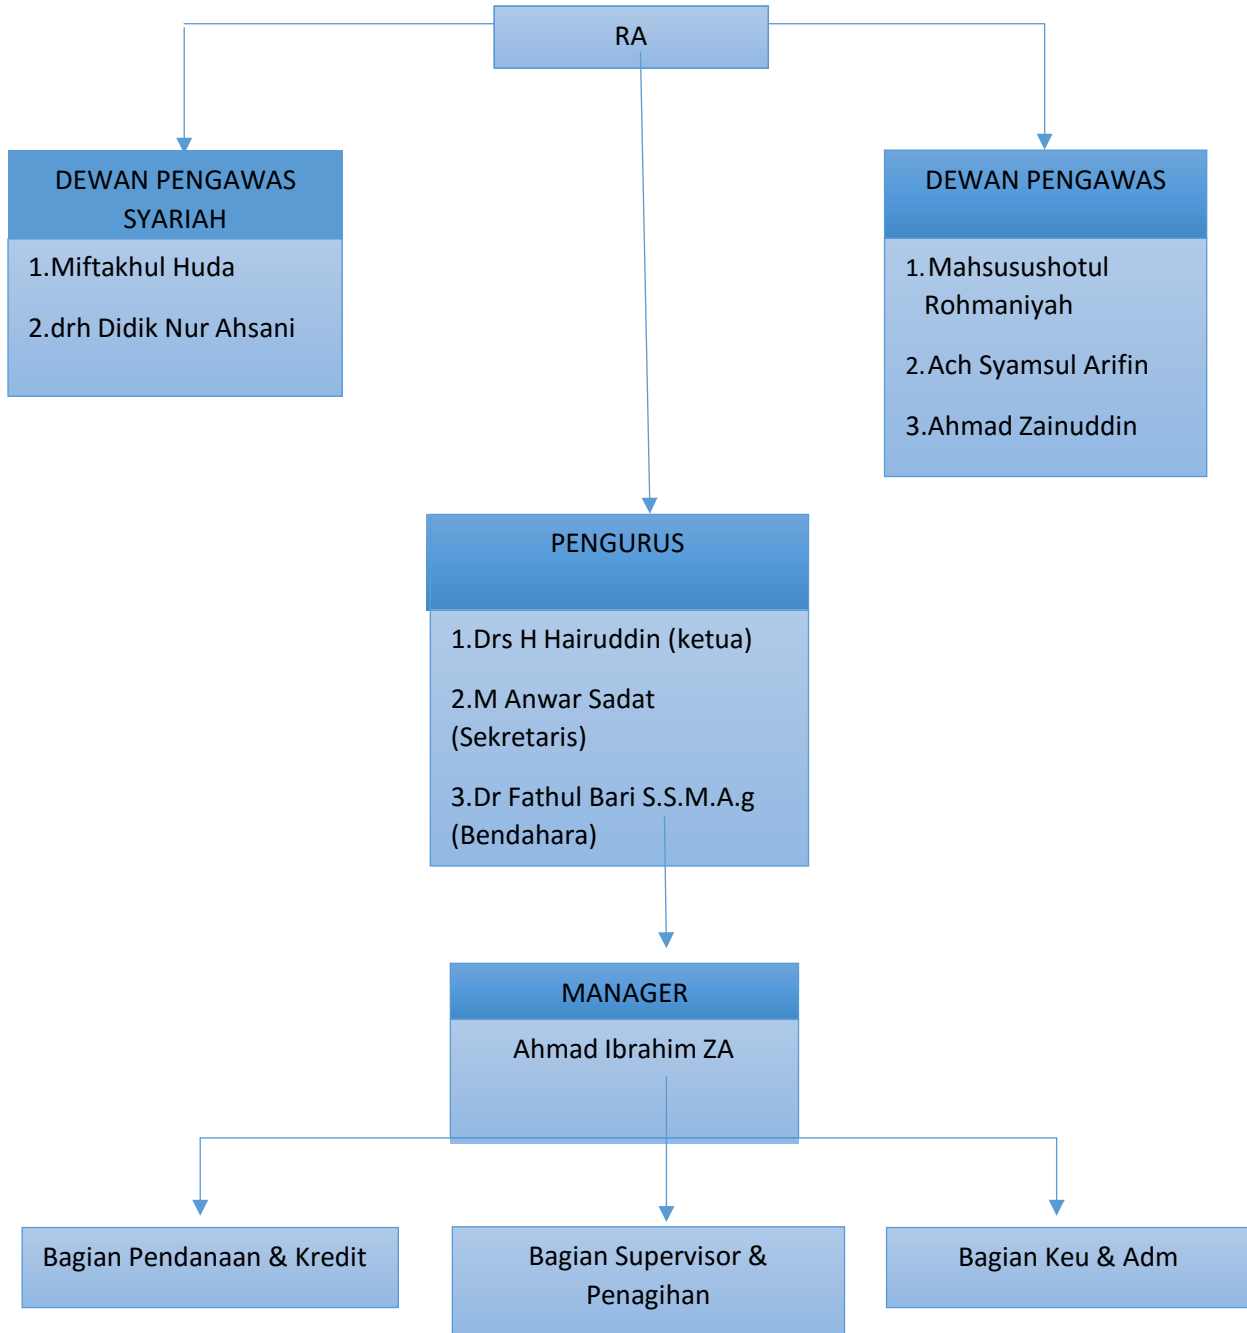 RA
DEWAN PENGAWAS
SYARIAH
1.Miftakhul Huda
2.drh Didik Nur Ahsani
DEWAN PENGAWAS
1.Mahsusushotul
Rohmaniyah
2.Ach Syamsul Arifin
3.Ahmad Zainuddin
PENGURUS
1.Drs H Hairuddin (ketua)
2.M Anwar Sadat
(Sekretaris)
3.Dr Fathul Bari S.S.M.A.g
(Bendahara)
MANAGER
Ahmad Ibrahim ZA
Bagian Pendanaan & Kredit
Bagian Supervisor &
Penagihan
Bagian Keu & Adm